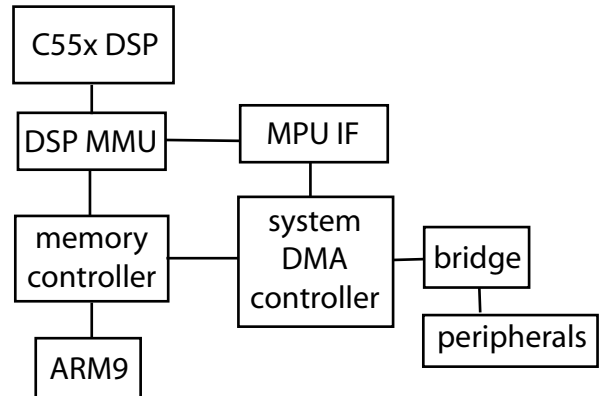 C55x DSP
DSP MMU
MPU IF
memory
controller
system
DMA
controller
bridge
peripherals
ARM9